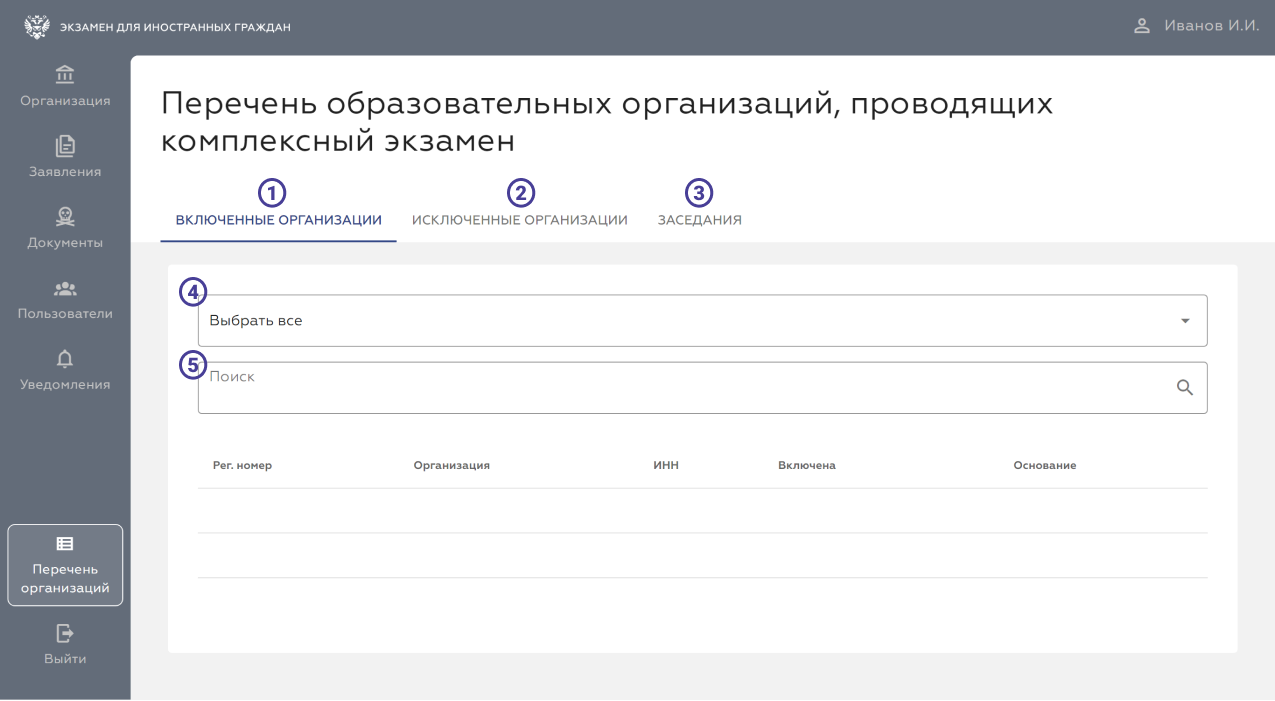 ЭКЗАМЕН ДЛЯ ИНОСТРАННЫХ ГРАЖДАН
Иванов И.И.
Организация
Заявления
Документы
Пользователи
Уведомления
Перечень
организаций
Выйти
Перечень образовательных организаций, проводящих
комплексный экзамен
1 2 3
ВКЛЮЧЕННЫЕ ОРГАНИЗАЦИИ ИСКЛЮЧЕННЫЕ ОРГАНИЗАЦИИ ЗАСЕДАНИЯ
4
Выбрать все
5
Поиск
Рег. номер Организация ИНН Включена Основание